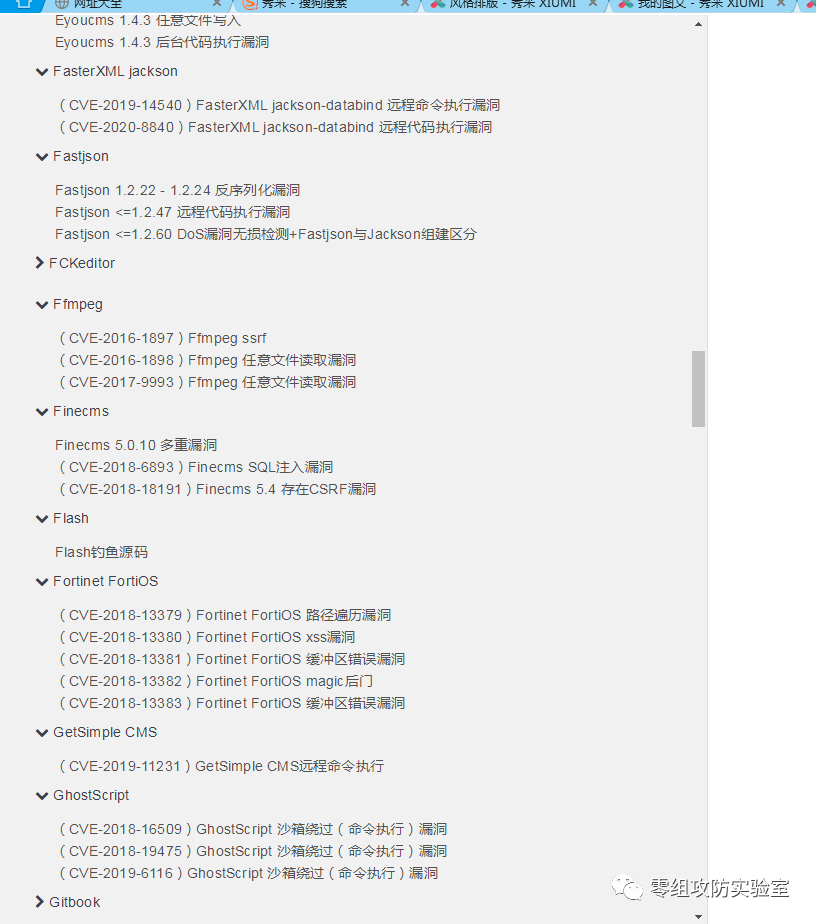 网址大全
秀米 - 搜狗搜索
风格排版 - 秀米 XIUMI
我的图文 - 秀米 XIUMI
Eyoucms 1.4.3 任意文件写入
Eyoucms 1.4.3 后台代码执行漏洞
FasterXML jackson
（CVE-2019-14540）FasterXML jackson-databind 远程命令执行漏洞
（CVE-2020-8840）FasterXML jackson-databind 远程代码执行漏洞
Fastjson
Fastjson 1.2.22 - 1.2.24 反序列化漏洞
Fastjson <=1.2.47 远程代码执行漏洞
Fastjson <=1.2.60 DoS漏洞无损检测+Fastjson与Jackson组建区分
FCKeditor
Ffmpeg
（CVE-2016-1897）Ffmpeg ssrf
（CVE-2016-1898）Ffmpeg 任意文件读取漏洞
（CVE-2017-9993）Ffmpeg 任意文件读取漏洞
Finecms
Finecms 5.0.10 多重漏洞
（CVE-2018-6893）Finecms SQL注入漏洞
（CVE-2018-18191）Finecms 5.4 存在CSRF漏洞
Flash
Flash钓鱼源码
Fortinet FortiOS
（CVE-2018-13379）Fortinet FortiOS 路径遍历漏洞
（CVE-2018-13380）Fortinet FortiOS xss漏洞
（CVE-2018-13381）Fortinet FortiOS 缓冲区错误漏洞
（CVE-2018-13382）Fortinet FortiOS magic后门
（CVE-2018-13383）Fortinet FortiOS 缓冲区错误漏洞
GetSimple CMS
（CVE-2019-11231）GetSimple CMS远程命令执行
GhostScript
（CVE-2018-16509）GhostScript 沙箱绕过（命令执行）漏洞
（CVE-2018-19475）GhostScript 沙箱绕过（命令执行）漏洞
（CVE-2019-6116）GhostScript 沙箱绕过（命令执行）漏洞
Gitbook
零组攻防实验室